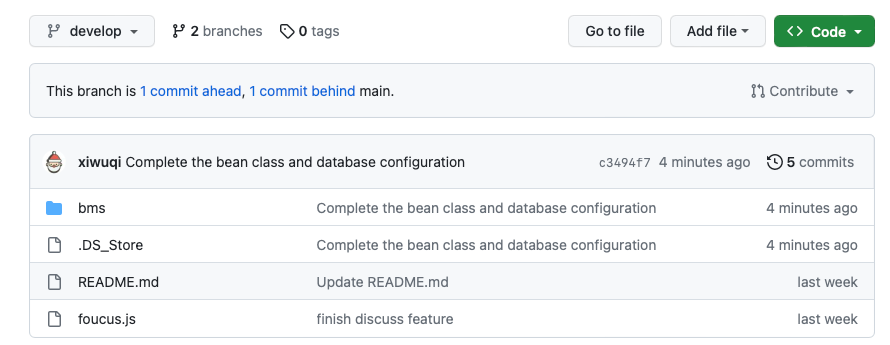 develop 2 branches 0 tags Go to file Add file Code
This branch is 1 commit ahead, 1 commit behind main. Contribute
xiwuqi Complete the bean class and database configuration c3494f7 4 minutes ago 5 commits
bms Complete the bean class and database configuration 4 minutes ago
.DS_Store Complete the bean class and database configuration 4 minutes ago
README.md Update README.md last week
foucus.js finish discuss feature last week